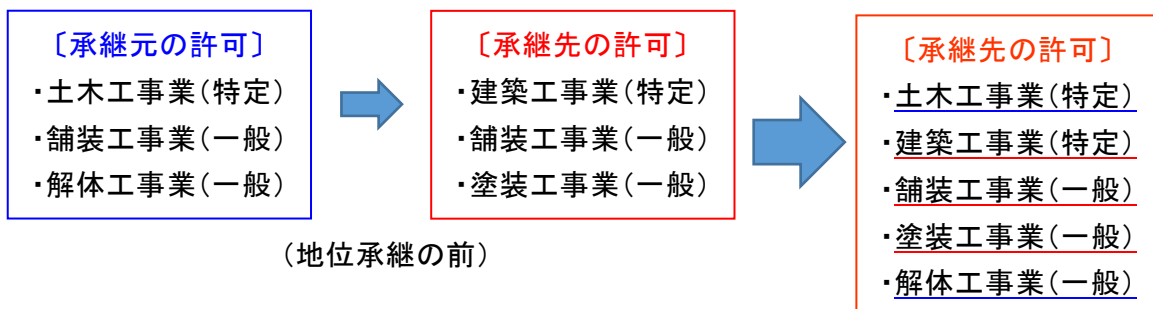 〔承継元の許可〕
・土木工事業(特定)
・舗装工事業(一般)
・解体工事業(一般)
〔承継先の許可〕
・建築工事業(特定)
・舗装工事業(一般)
・塗装工事業(一般)
(地位承継の前)
〔承継先の許可〕
・土木工事業(特定)
・建築工事業(特定)
・舗装工事業(一般)
・塗装工事業(一般)
・解体工事業(一般)